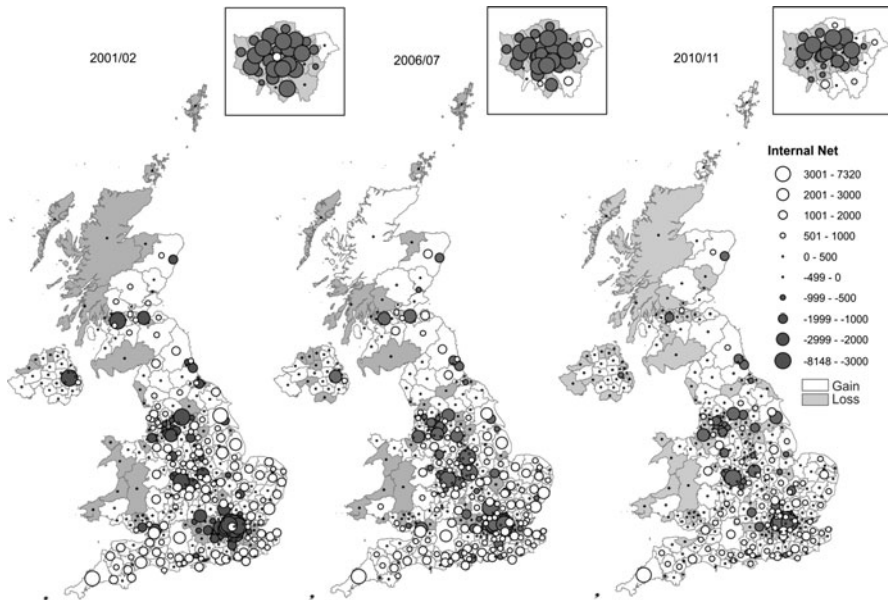 2001/02
2006/07
2010/11
Internal Net
3001 - 7320
2001 - 3000
1001 - 2000
501 - 1000
0 - 500
-499 - 0
-999 - -500
-1999 - -1000
-2999 - -2000
-8148 - -3000
Gain
Loss